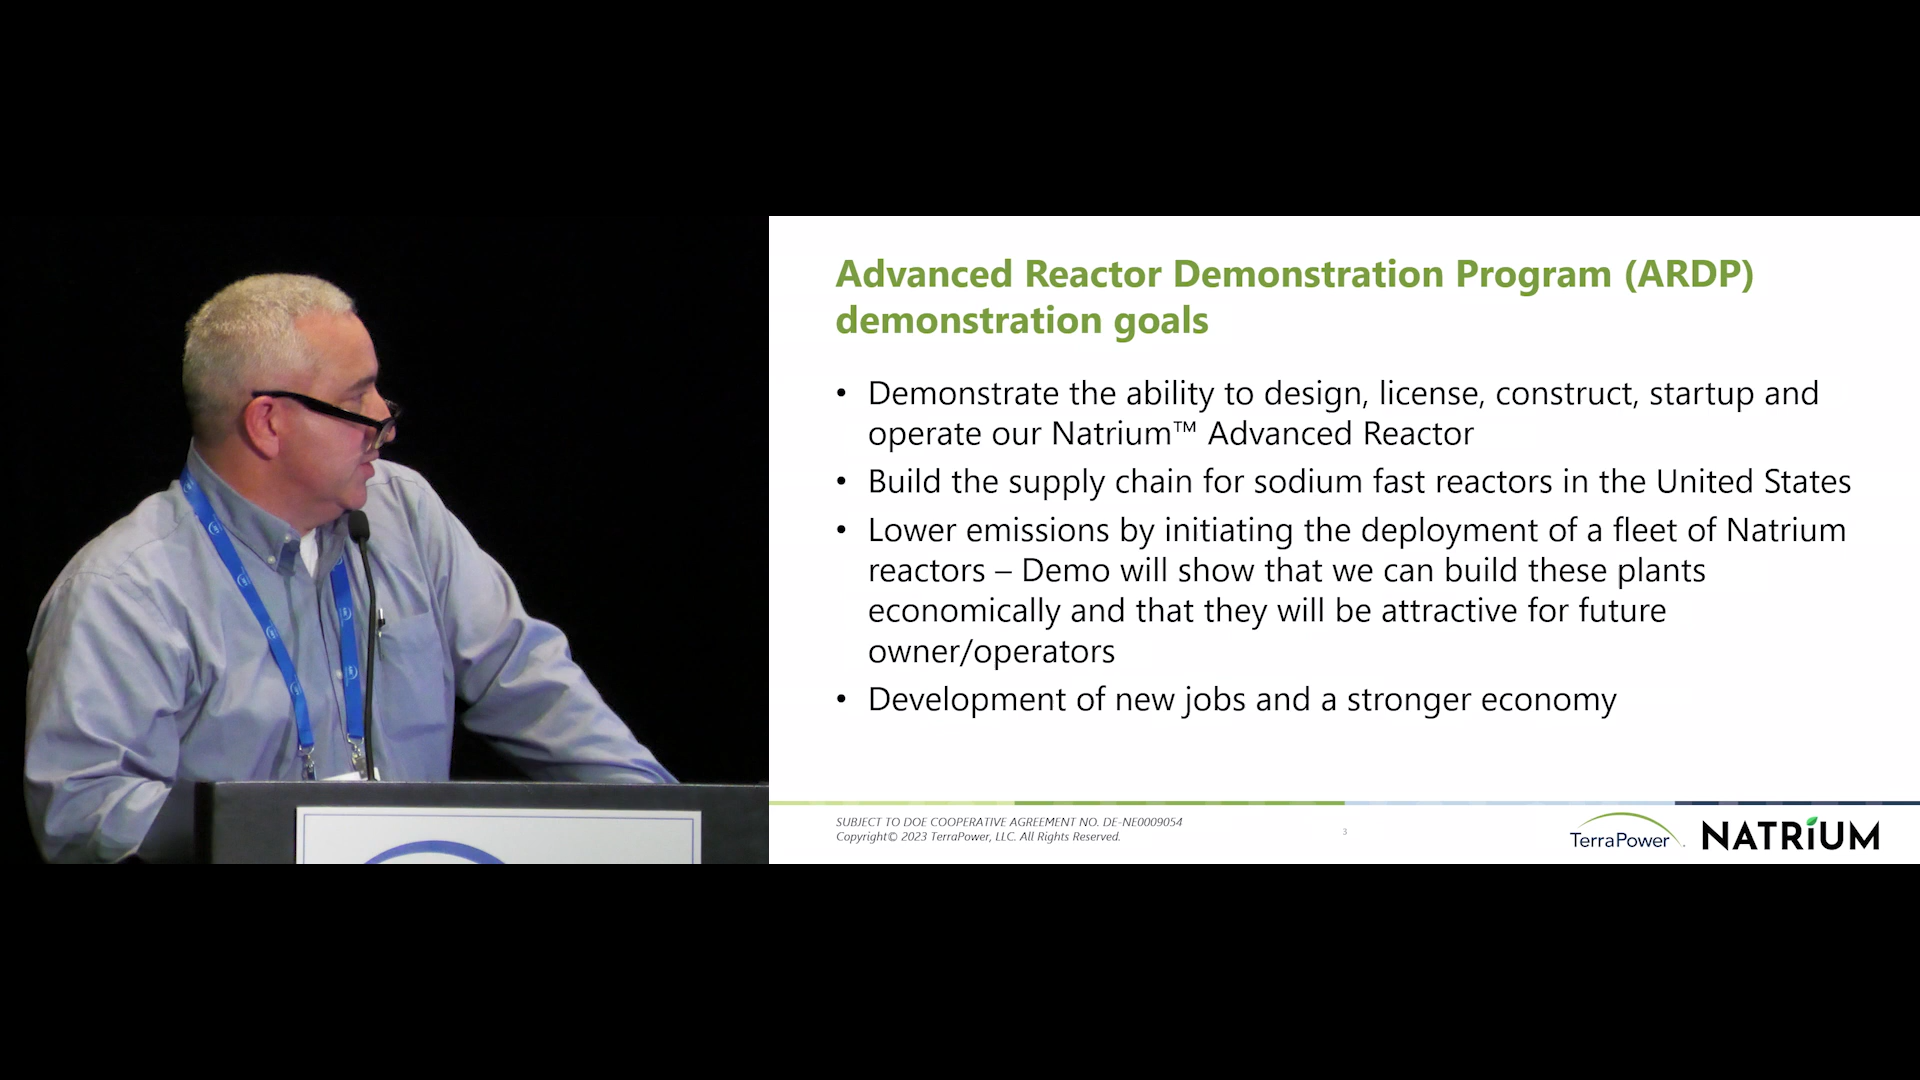 Advanced Reactor Demonstration Program (ARDP)
demonstration goals
• Demonstrate the ability to design, license, construct, startup and
operate our Natrium™ Advanced Reactor
• Build the supply chain for sodium fast reactors in the United States
• Lower emissions by initiating the deployment of a fleet of Natrium
reactors – Demo will show that we can build these plants
economically and that they will be attractive for future
owner/operators
• Development of new jobs and a stronger economy
SUBJECT TO DOE COOPERATIVE AGREEMENT NO. DE-NE0009054
Copyright© 2023 TerraPower, LLC. All Rights Reserved.
3
TerraPower
NATRiUM